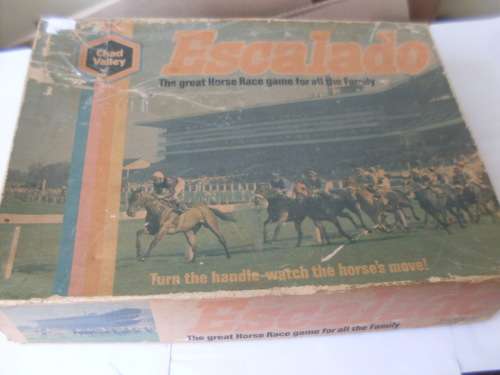 Chad
Valley
Escalado
The great Horse Race game for all the Family
Turn the handle-watch the horse's move!
Escalado
The great Horse Race game for all the Family